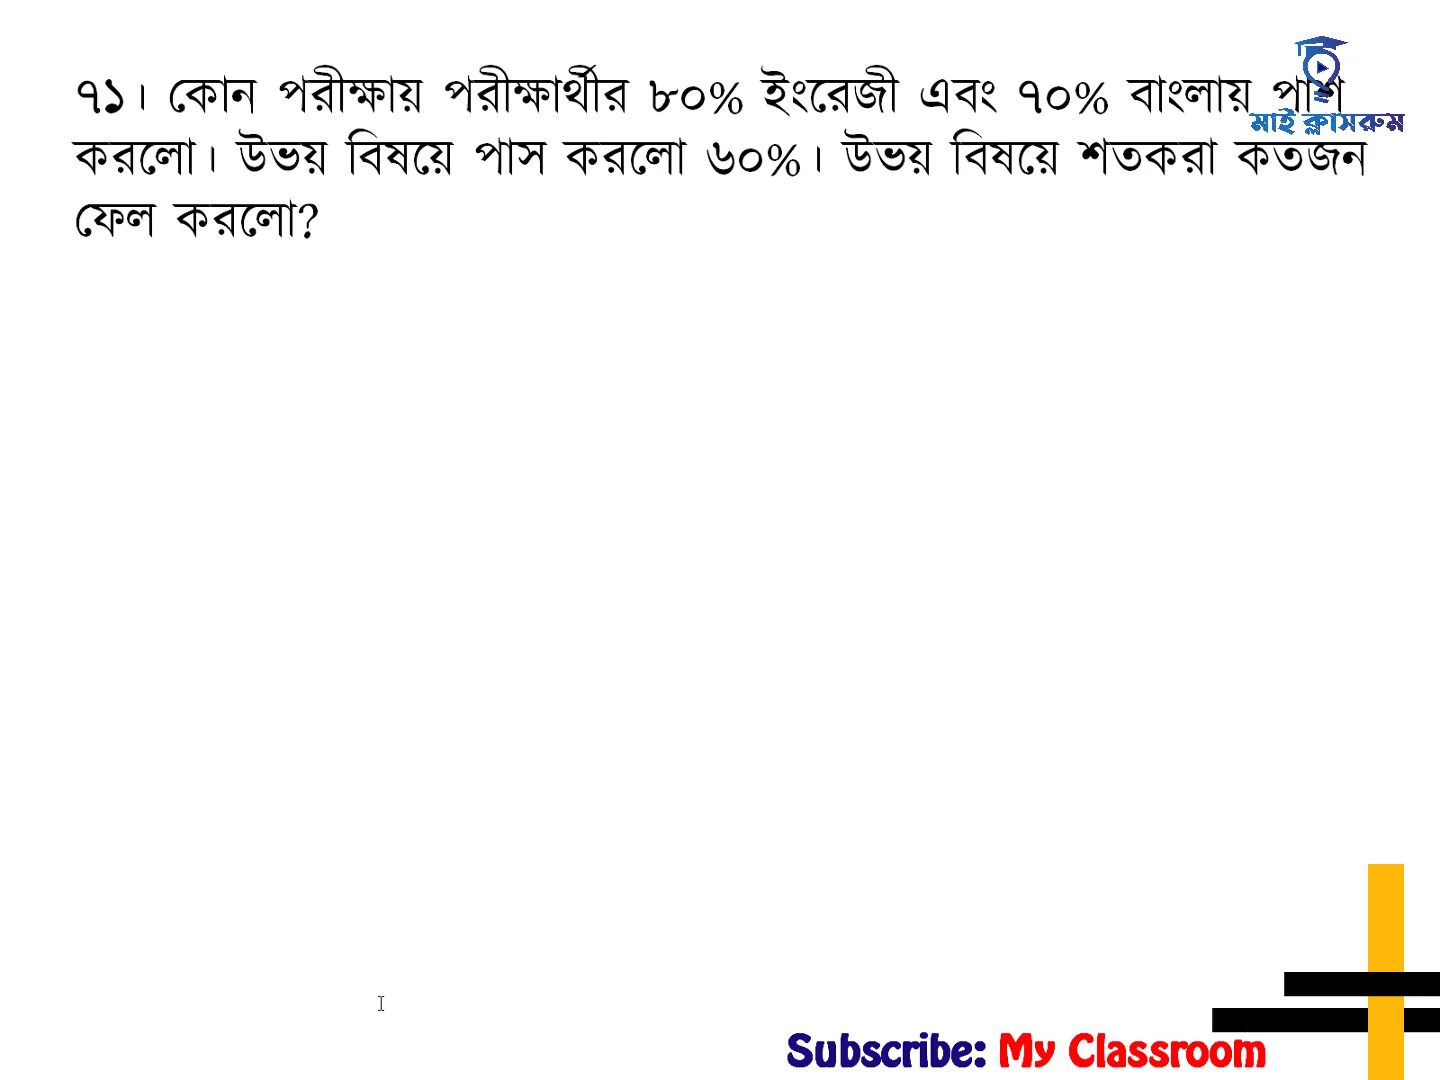 ৭১। কোন পরীক্ষায় পরীক্ষার্থীর ৮০% ইংরেজী এবং ৭০% বাংলায় পাশ
মাই ক্লাসরুম
করলো। উভয় বিষয়ে পাস করলো ৬০%। উভয় বিষয়ে শতকরা কতজন
ফেল করলো?
Subscribe: My Classroom